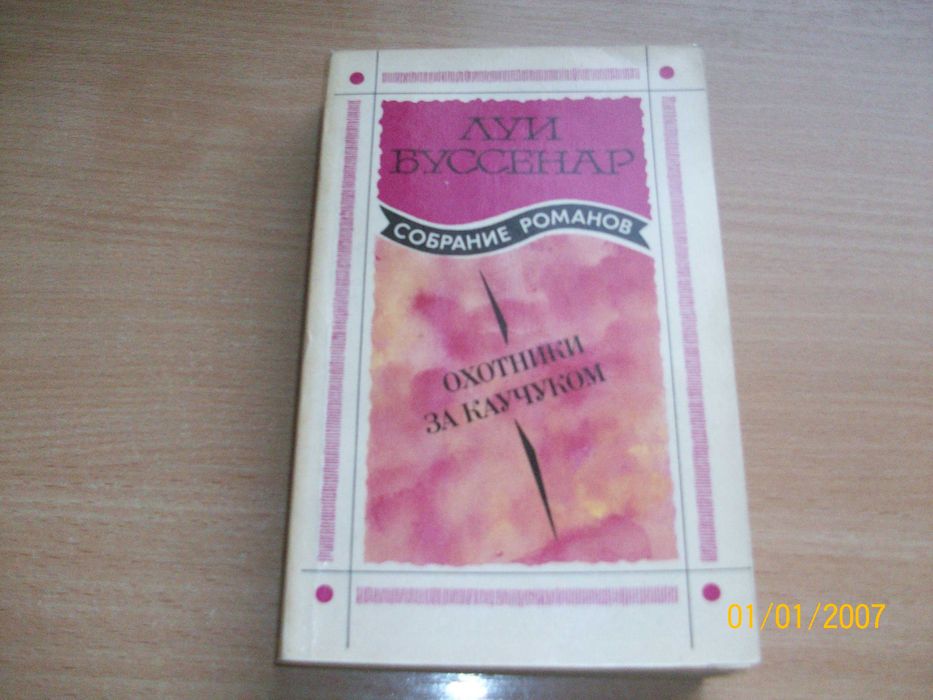 ЛУИ
БУССЕНАР
СОБРАНИЕ РОМАНОВ
ОХОТНИКИ
ЗА КАУЧУКОМ
01/01/2007